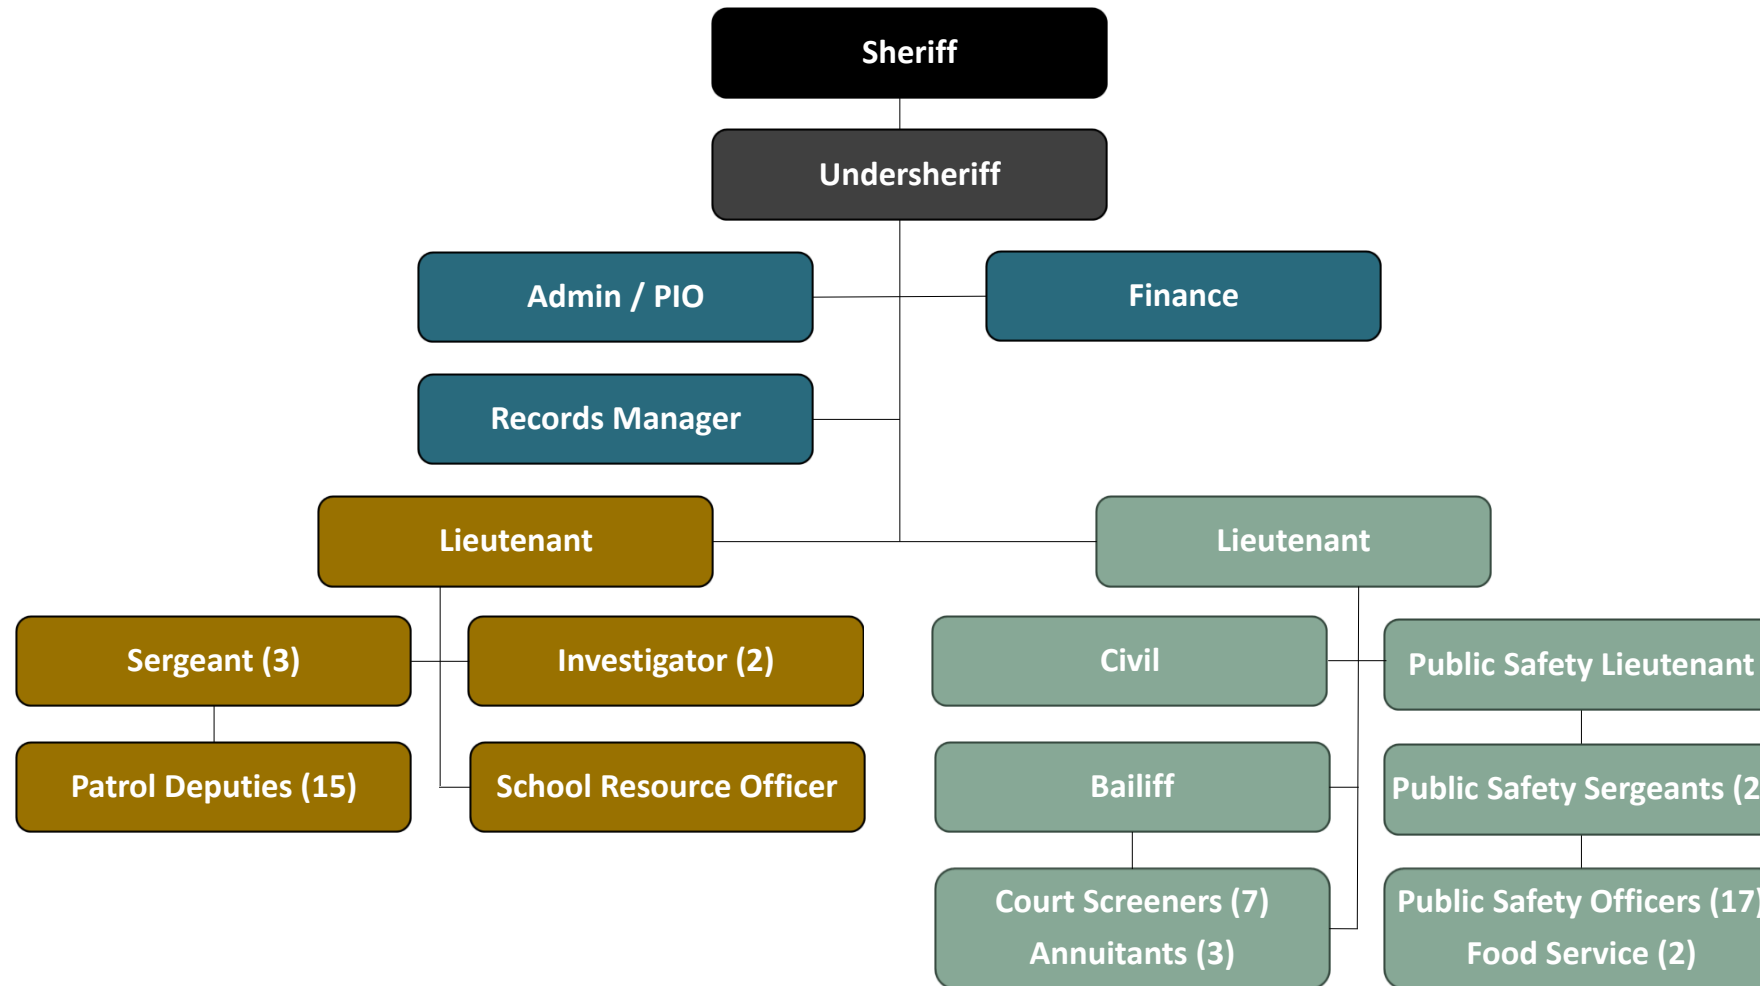 Sheriff
Undersheriff
Admin / PIO
Finance
Records Manager
Lieutenant
Lieutenant
Sergeant (3)
Investigator (2)
Civil
Public Safety Lieutenant
Patrol Deputies (15)
School Resource Officer
Bailiff
Public Safety Sergeants (2
Court Screeners (7)
Annuitants (3)
Public Safety Officers (17)
Food Service (2)